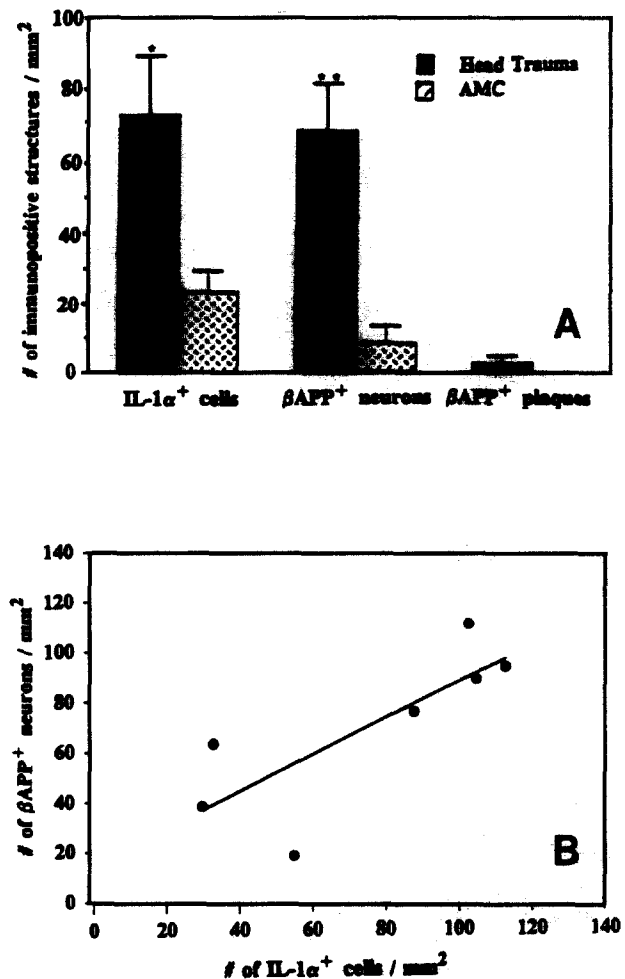 # of immunopositive structures / mm²
100
80
60
40
20
0
*
**
Head Trauma
AMC
A
IL-1α⁺ cells
βAPP⁺ neurons
βAPP⁺ plaques
# of βAPP⁺ neurons / mm²
140
120
100
80
60
40
20
0
B
0 20 40 60 80 100 120 140
# of IL-1α⁺ cells / mm²